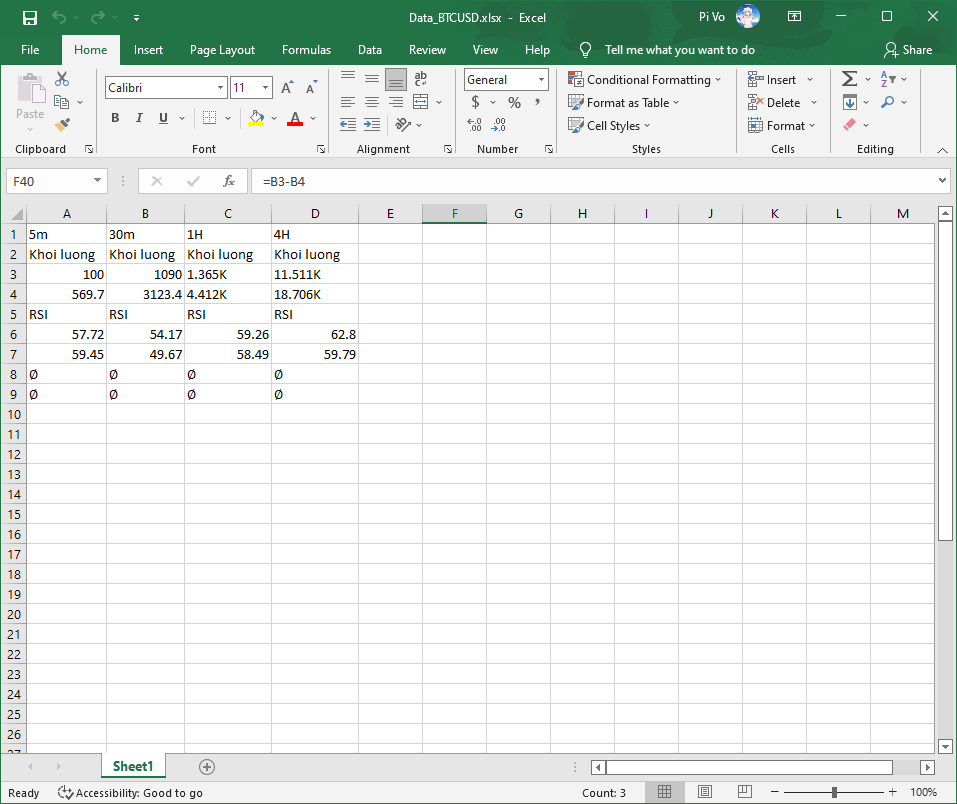 Data_BTCUSD.xlsx - Excel
Pi Vo
File Home Insert Page Layout Formulas Data Review View Help Tell me what you want to do Share
Paste
Calibri 11
B I U A
ab
General
$ % ,
Conditional Formatting
Format as Table
Cell Styles
Insert
Delete
Format
Clipboard Font Alignment Number Styles Cells Editing
F40 fx =B3-B4
A B C D E F G H I J K L M
1 5m 30m 1H 4H
2 Khoi luong Khoi luong Khoi luong Khoi luong
3 100 1090 1.365K 11.511K
4 569.7 3123.4 4.412K 18.706K
5 RSI RSI RSI RSI
6 57.72 54.17 59.26 62.8
7 59.45 49.67 58.49 59.79
8 Ø Ø Ø Ø
9 Ø Ø Ø Ø
10
11
12
13
14
15
16
17
18
19
20
21
22
23
24
25
26
27
Sheet1
Ready Accessibility: Good to go Count: 3 100%